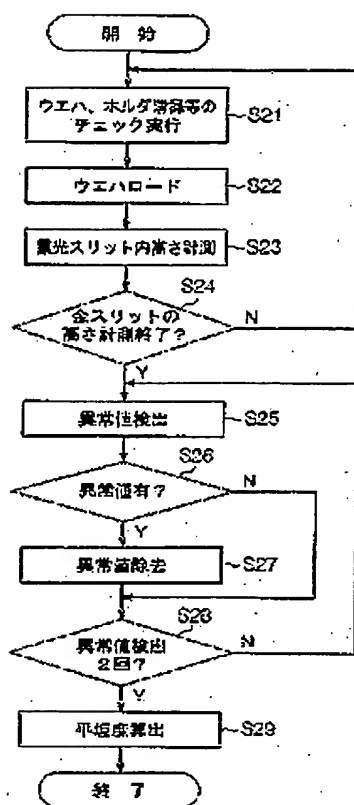 開 始
ウエハ、ホルダ
チェック実行
S21
ウエハロード
S22
露光スリット内高さ計測
S23
S24
全スリットの
高さ計測終了?
N
Y
異常値検出
S25
S26
異常値有?
N
Y
異常値除去
S27
S28
異常値検出
2回?
N
Y
平坦度算出
S29
終 了